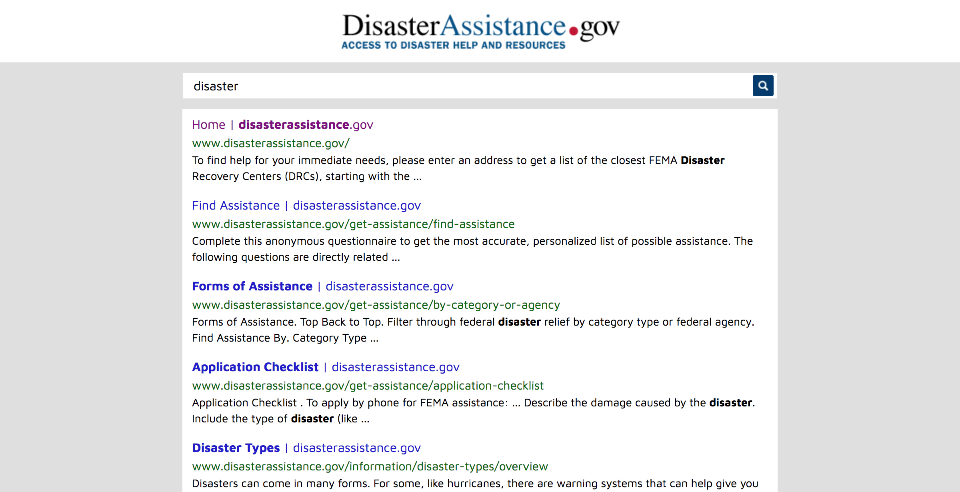 DisasterAssistance.gov
ACCESS TO DISASTER HELP AND RESOURCES
disaster
Home | disasterassistance.gov
www.disasterassistance.gov/
To find help for your immediate needs, please enter an address to get a list of the closest FEMA Disaster
Recovery Centers (DRCs), starting with the ...
Find Assistance | disasterassistance.gov
www.disasterassistance.gov/get-assistance/find-assistance
Complete this anonymous questionnaire to get the most accurate, personalized list of possible assistance. The
following questions are directly related ...
Forms of Assistance | disasterassistance.gov
www.disasterassistance.gov/get-assistance/by-category-or-agency
Forms of Assistance. Top Back to Top. Filter through federal disaster relief by category type or federal agency.
Find Assistance By. Category Type ...
Application Checklist | disasterassistance.gov
www.disasterassistance.gov/get-assistance/application-checklist
Application Checklist . To apply by phone for FEMA assistance: ... Describe the damage caused by the disaster.
Include the type of disaster (like ...
Disaster Types | disasterassistance.gov
www.disasterassistance.gov/information/disaster-types/overview
Disasters can come in many forms. For some, like hurricanes, there are warning systems that can help give you